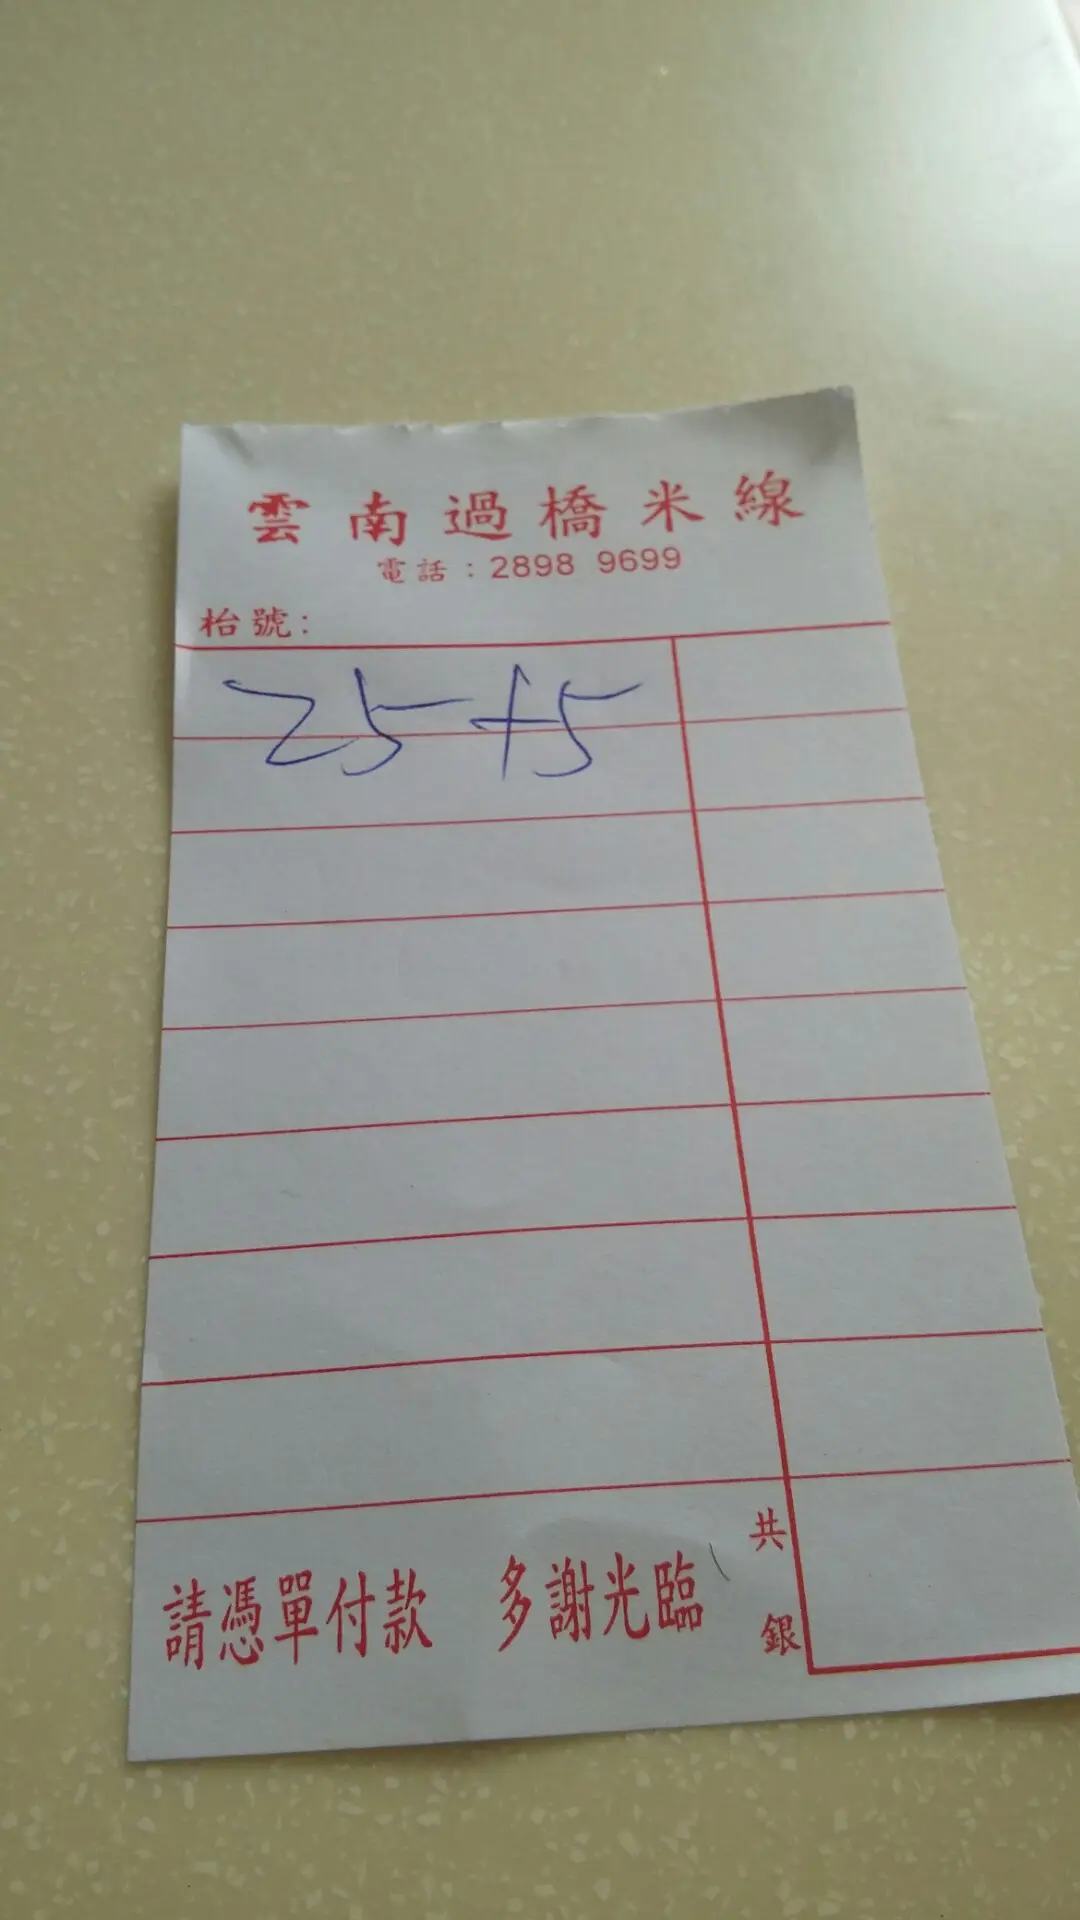 雲南過橋米線
電話：2898 9699
枱號：
25+5
共
銀
請憑單付款 多謝光臨